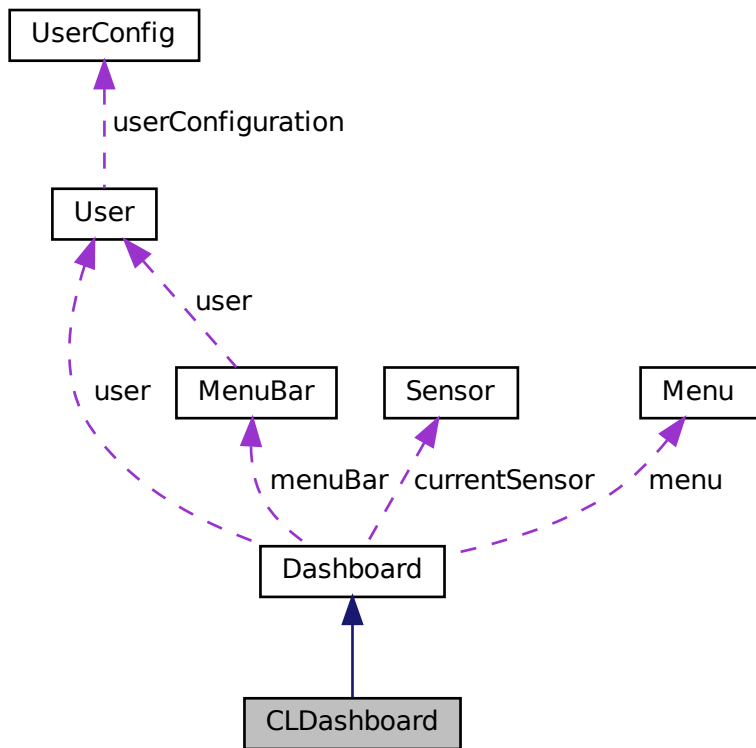 UserConfig
userConfiguration
User
user
user
MenuBar
Sensor
Menu
menuBar
currentSensor
menu
Dashboard
CLDashboard